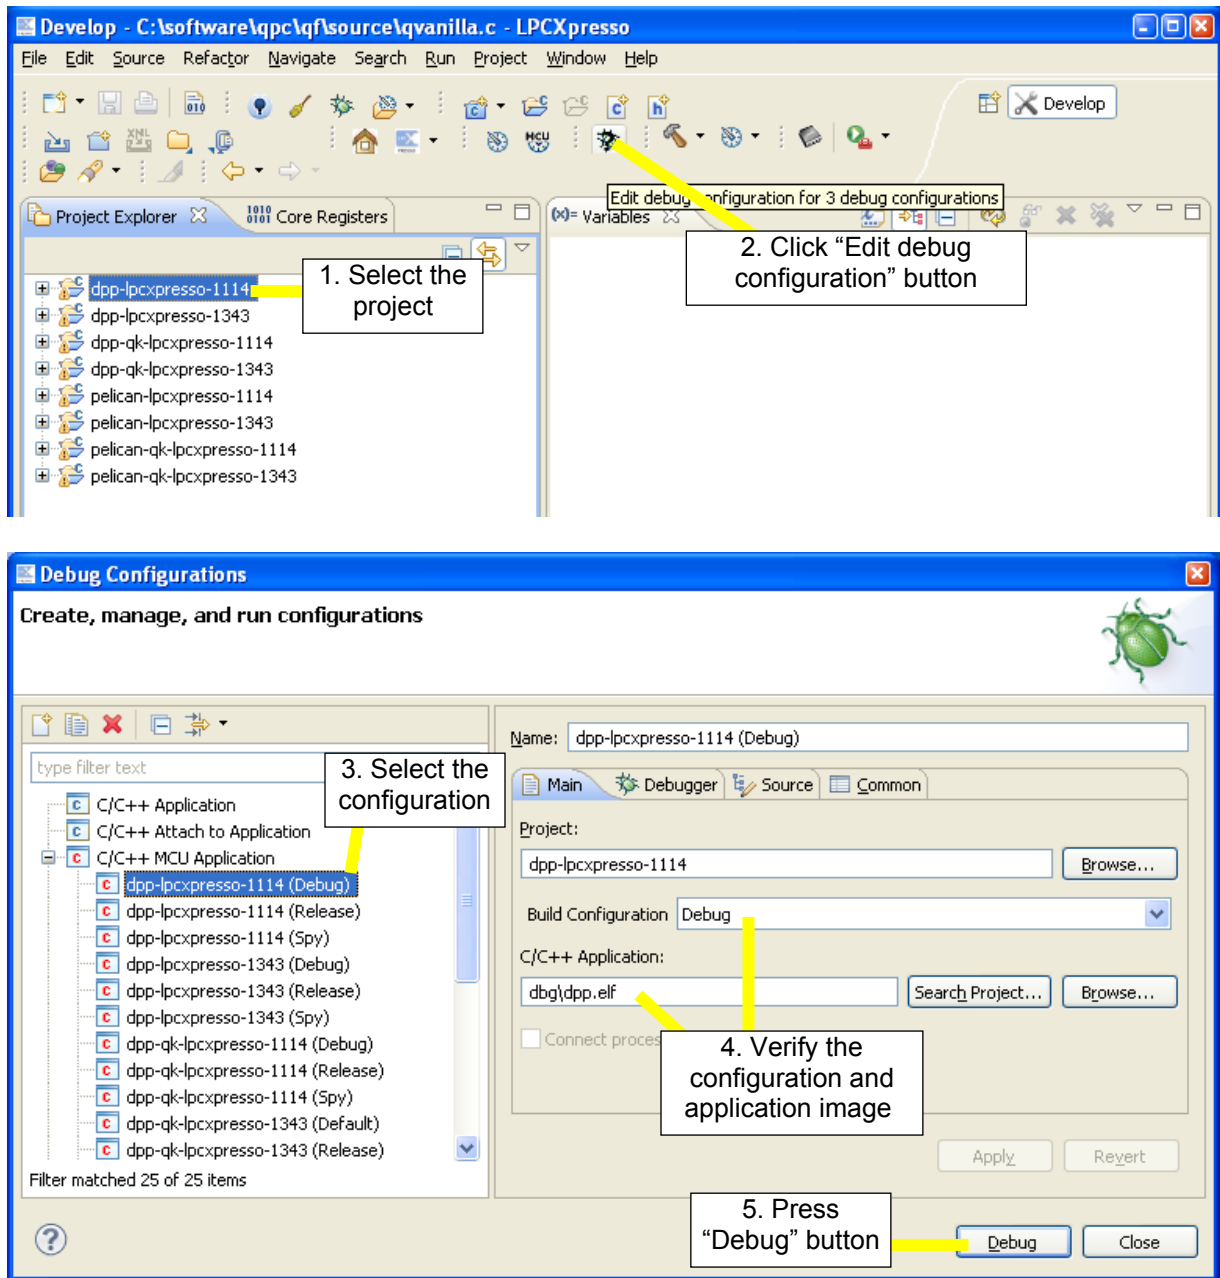 Develop - C:\software\qpc\qf\source\qvanilla.c - LPCXpresso
File Edit Source Refactor Navigate Search Run Project Window Help
Develop
Edit debug configuration for 3 debug configurations
Project Explorer
1010
0101
Core Registers
(x)= Variables
2. Click “Edit debug
configuration” button
1. Select the
project
dpp-lpcxpresso-1114
dpp-lpcxpresso-1343
dpp-qk-lpcxpresso-1114
dpp-qk-lpcxpresso-1343
pelican-lpcxpresso-1114
pelican-lpcxpresso-1343
pelican-qk-lpcxpresso-1114
pelican-qk-lpcxpresso-1343
Debug Configurations
Create, manage, and run configurations
type filter text
3. Select the
configuration
C/C++ Application
C/C++ Attach to Application
C/C++ MCU Application
dpp-lpcxpresso-1114 (Debug)
dpp-lpcxpresso-1114 (Release)
dpp-lpcxpresso-1114 (Spy)
dpp-lpcxpresso-1343 (Debug)
dpp-lpcxpresso-1343 (Release)
dpp-lpcxpresso-1343 (Spy)
dpp-qk-lpcxpresso-1114 (Debug)
dpp-qk-lpcxpresso-1114 (Release)
dpp-qk-lpcxpresso-1114 (Spy)
dpp-qk-lpcxpresso-1343 (Default)
dpp-qk-lpcxpresso-1343 (Release)
Filter matched 25 of 25 items
Name: dpp-lpcxpresso-1114 (Debug)
Main Debugger Source Common
Project:
dpp-lpcxpresso-1114 Browse...
Build Configuration Debug
C/C++ Application:
dbg\dpp.elf Search Project... Browse...
Connect proces
4. Verify the
configuration and
application image
Apply Revert
5. Press
“Debug” button
Debug Close